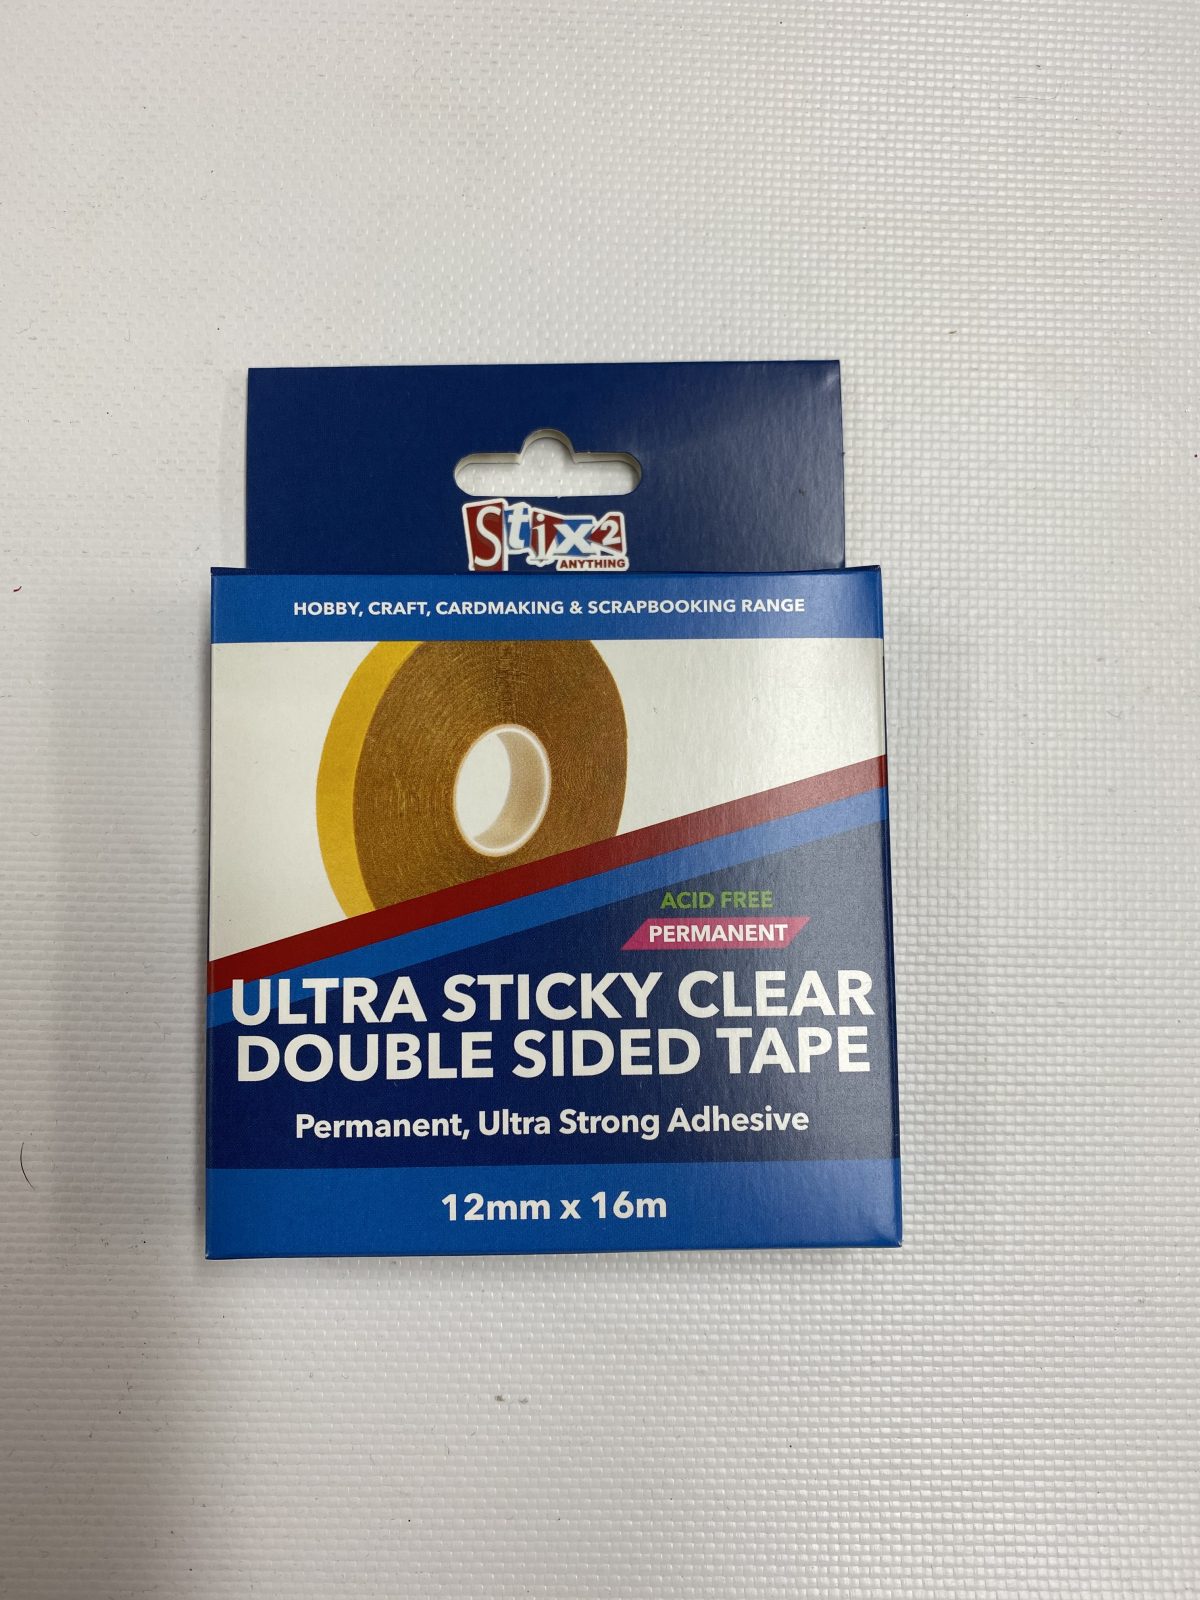 Stix2
ANYTHING
HOBBY, CRAFT, CARDMAKING & SCRAPBOOKING RANGE
ACID FREE
PERMANENT
ULTRA STICKY CLEAR
DOUBLE SIDED TAPE
Permanent, Ultra Strong Adhesive
12mm x 16m